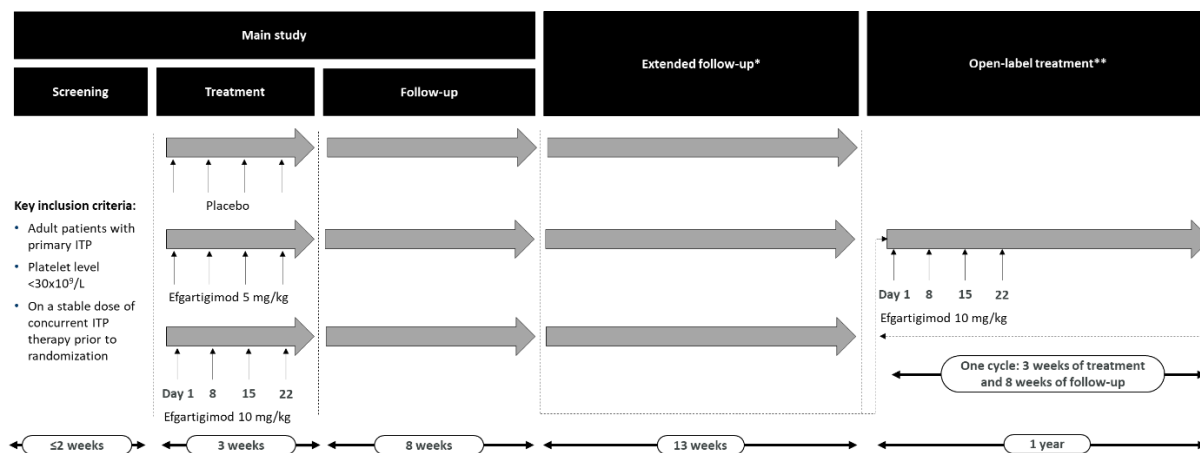 Main study
Extended follow-up*
Open-label treatment**
Screening
Treatment
Follow-up
Key inclusion criteria:
• Adult patients with
primary ITP
• Platelet level
<30x10⁹/L
• On a stable dose of
concurrent ITP
therapy prior to
randomization
Placebo
Efgartigimod 5 mg/kg
Day 1 8 15 22
Efgartigimod 10 mg/kg
Day 1 8 15 22
Efgartigimod 10 mg/kg
One cycle: 3 weeks of treatment
and 8 weeks of follow-up
≤2 weeks
3 weeks
8 weeks
13 weeks
1 year